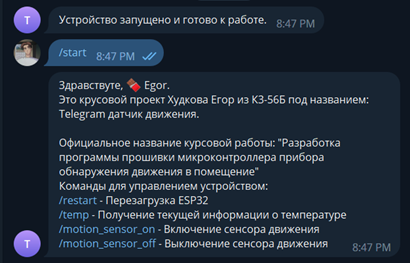 T
Устройство запущено и готово к работе. 8:47 PM
/start 8:47 PM
Здравствуте, 🍫 Egor.
Это крусовой проект Худкова Егор из КЗ-56Б под названием:
Telegram датчик движения.
Официальное название курсовой работы: "Разработка
программы прошивки микроконтроллера прибора
обнаружения движения в помещение"
Команды для управлением устройством:
/restart - Перезагрузка ESP32
/temp - Получение текущей информации о температуре
/motion_sensor_on - Включение сенсора движения
T
/motion_sensor_off - Выключение сенсора движения 8:47 PM